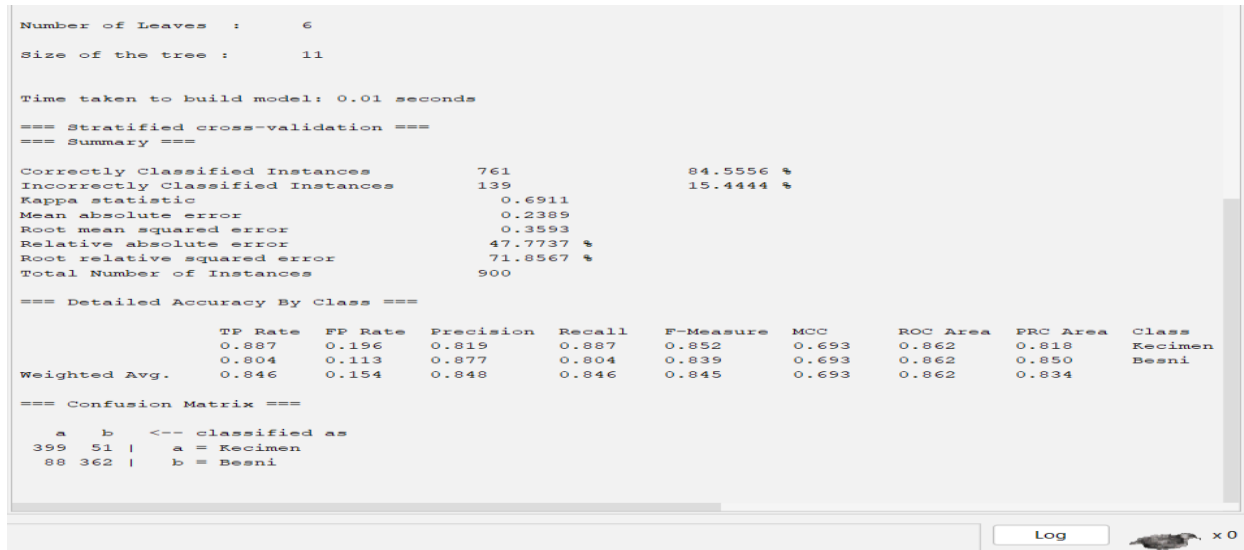 Number of Leaves  :      6
Size of the tree :      11
Time taken to build model: 0.01 seconds
=== Stratified cross-validation ===
=== Summary ===
Correctly Classified Instances         761               84.5556 %
Incorrectly Classified Instances       139               15.4444 %
Kappa statistic                          0.6911
Mean absolute error                      0.2389
Root mean squared error                  0.3593
Relative absolute error                 47.7737 %
Root relative squared error             71.8567 %
Total Number of Instances              900
=== Detailed Accuracy By Class ===
TP Rate  FP Rate  Precision  Recall   F-Measure  MCC      ROC Area  PRC Area  Class
0.887    0.196    0.819      0.887    0.852      0.693    0.862     0.818     Kecimen
0.804    0.113    0.877      0.804    0.839      0.693    0.862     0.850     Besni
Weighted Avg.    0.846    0.154    0.848      0.846    0.845      0.693    0.862     0.834
=== Confusion Matrix ===
a   b   <-- classified as
399  51 |   a = Kecimen
88 362 |   b = Besni
Log x 0